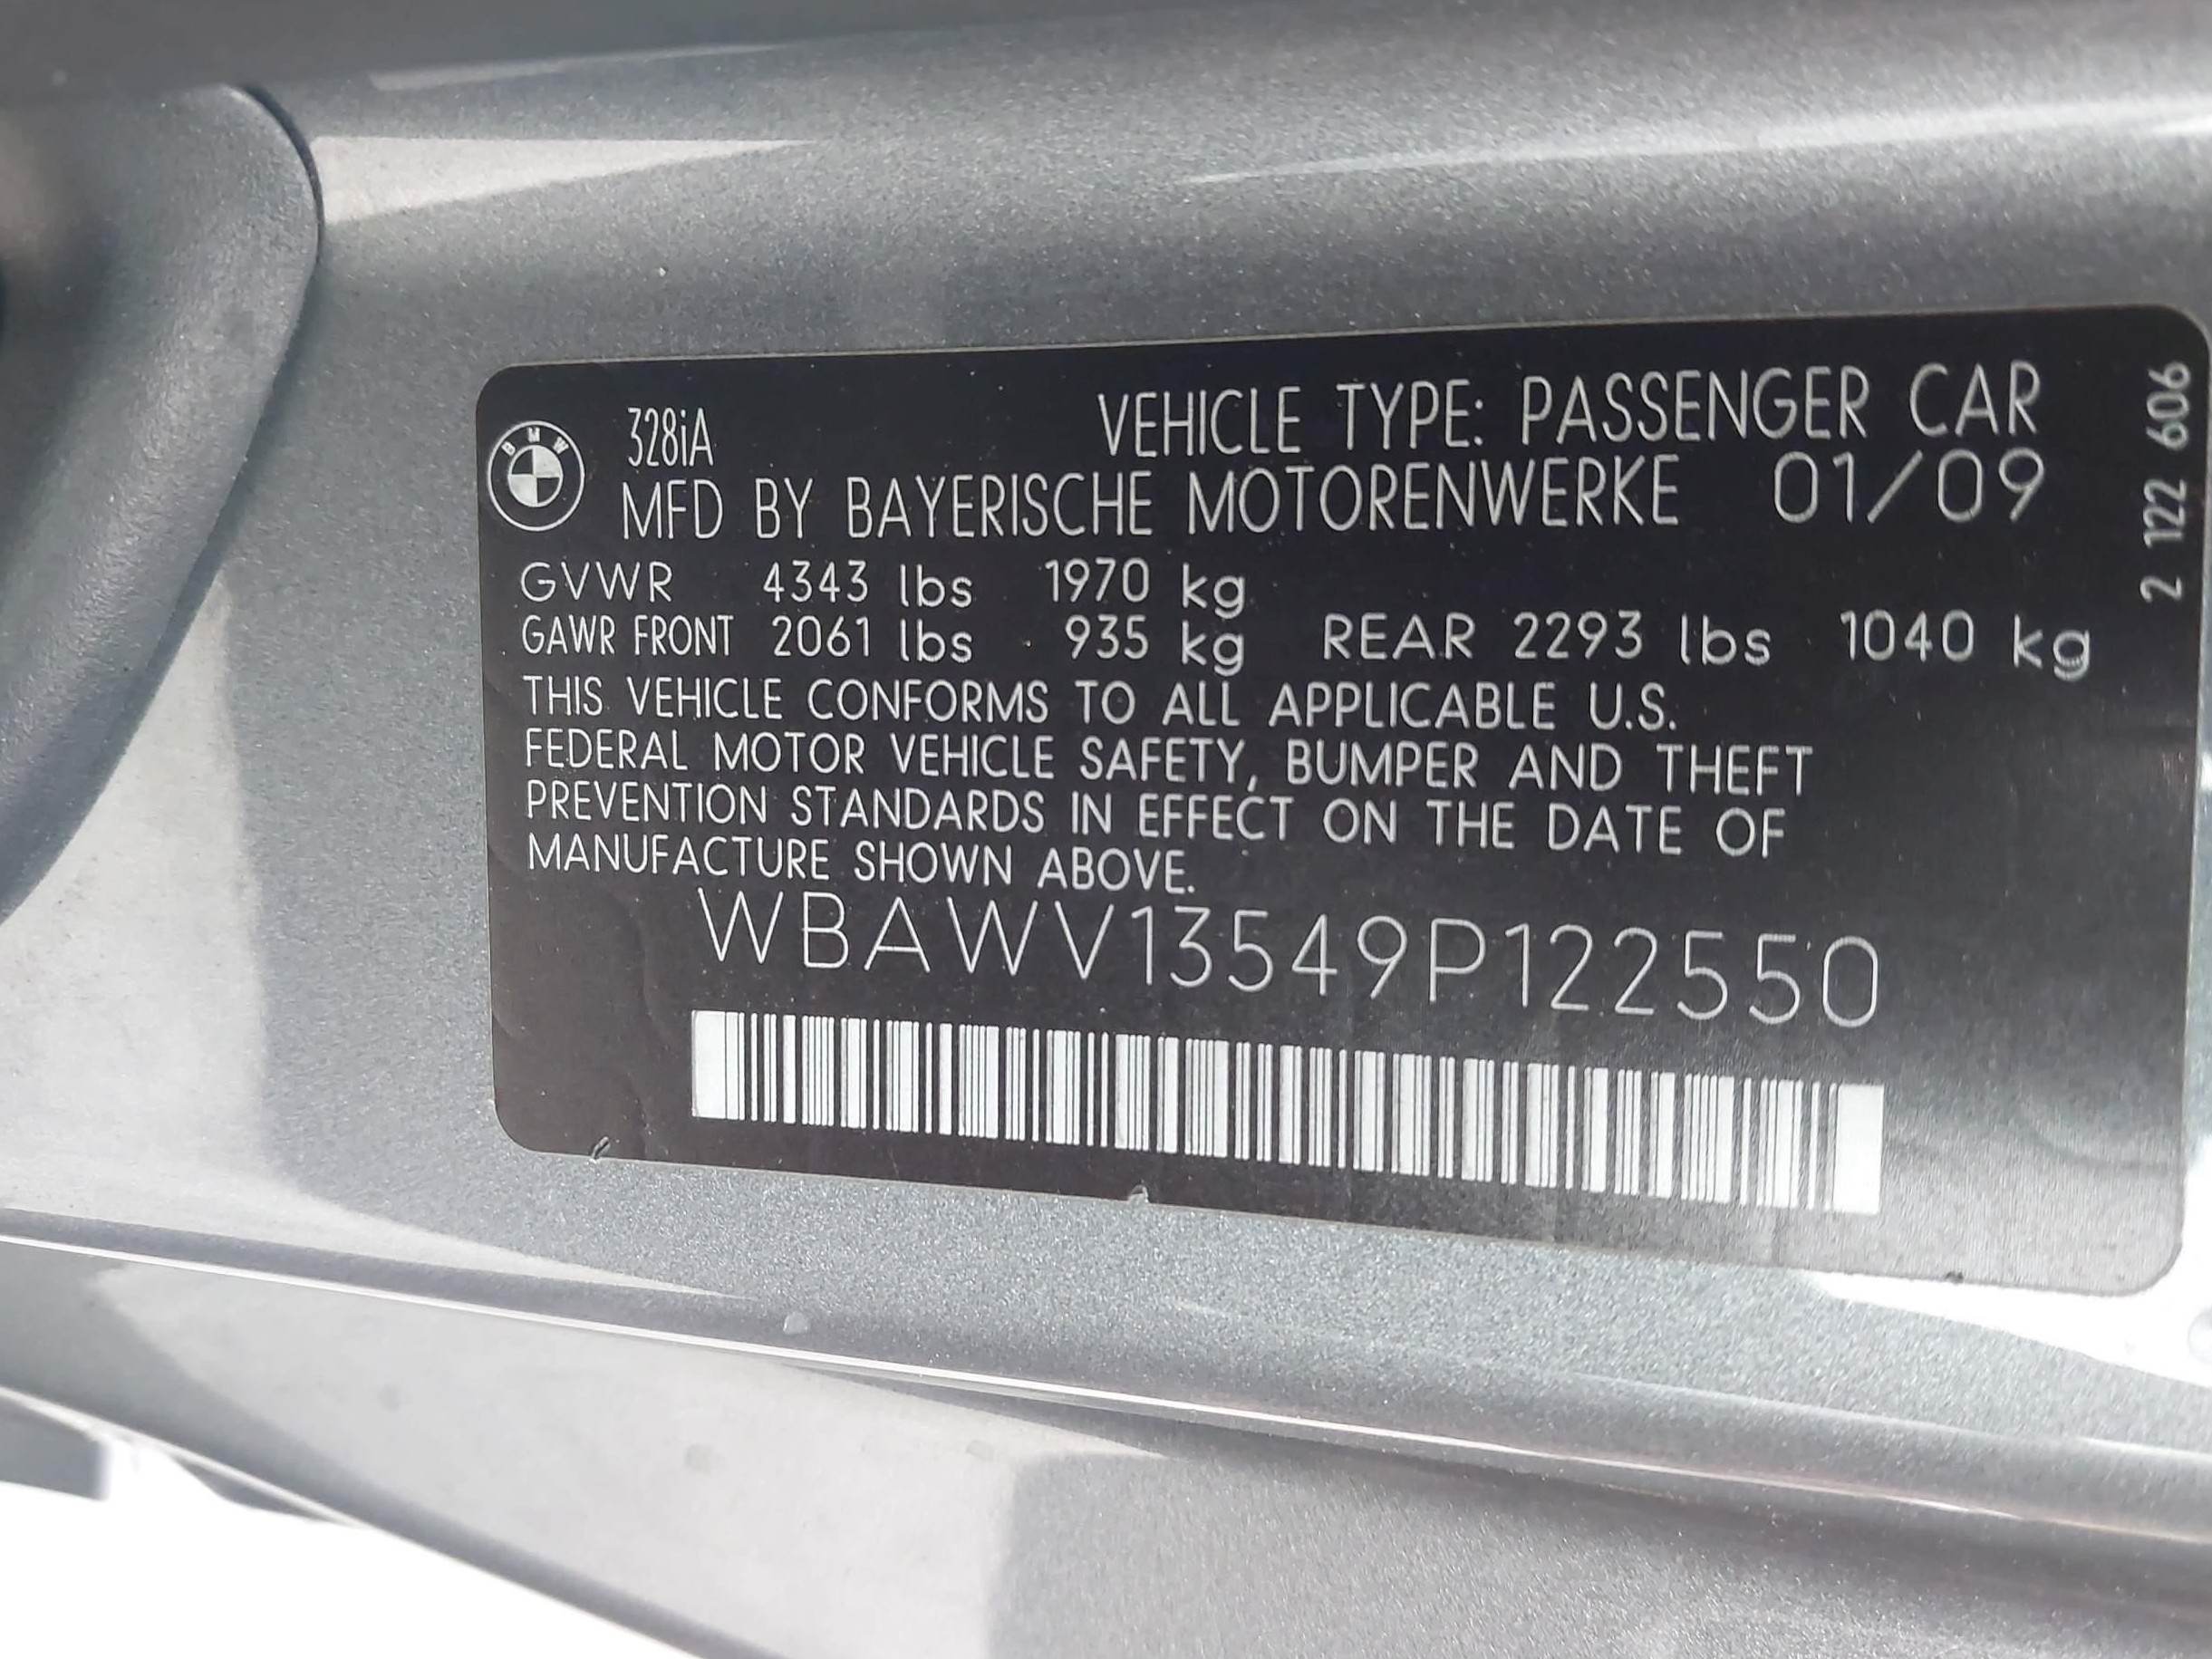 BMW
328iA VEHICLE TYPE: PASSENGER CAR
MFD BY BAYERISCHE MOTORENWERKE 01/09
GVWR 4343 lbs 1970 kg
GAWR FRONT 2061 lbs 935 kg REAR 2293 lbs 1040 kg
THIS VEHICLE CONFORMS TO ALL APPLICABLE U.S.
FEDERAL MOTOR VEHICLE SAFETY, BUMPER AND THEFT
PREVENTION STANDARDS IN EFFECT ON THE DATE OF
MANUFACTURE SHOWN ABOVE.
WBAWV13549P122550
2 122 606